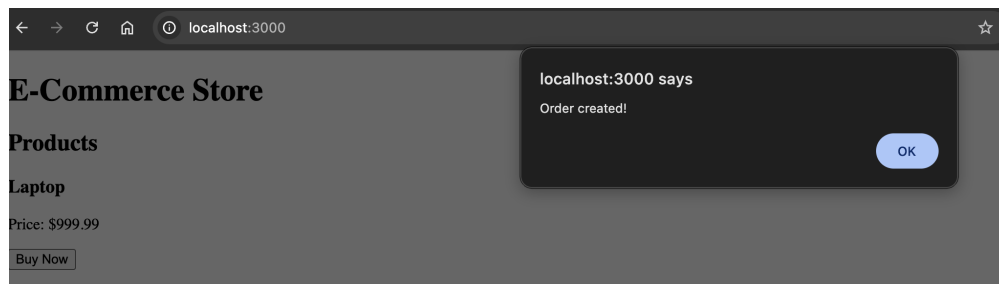 localhost:3000
E-Commerce Store
Products
Laptop
Price: $999.99
Buy Now
localhost:3000 says
Order created!
OK